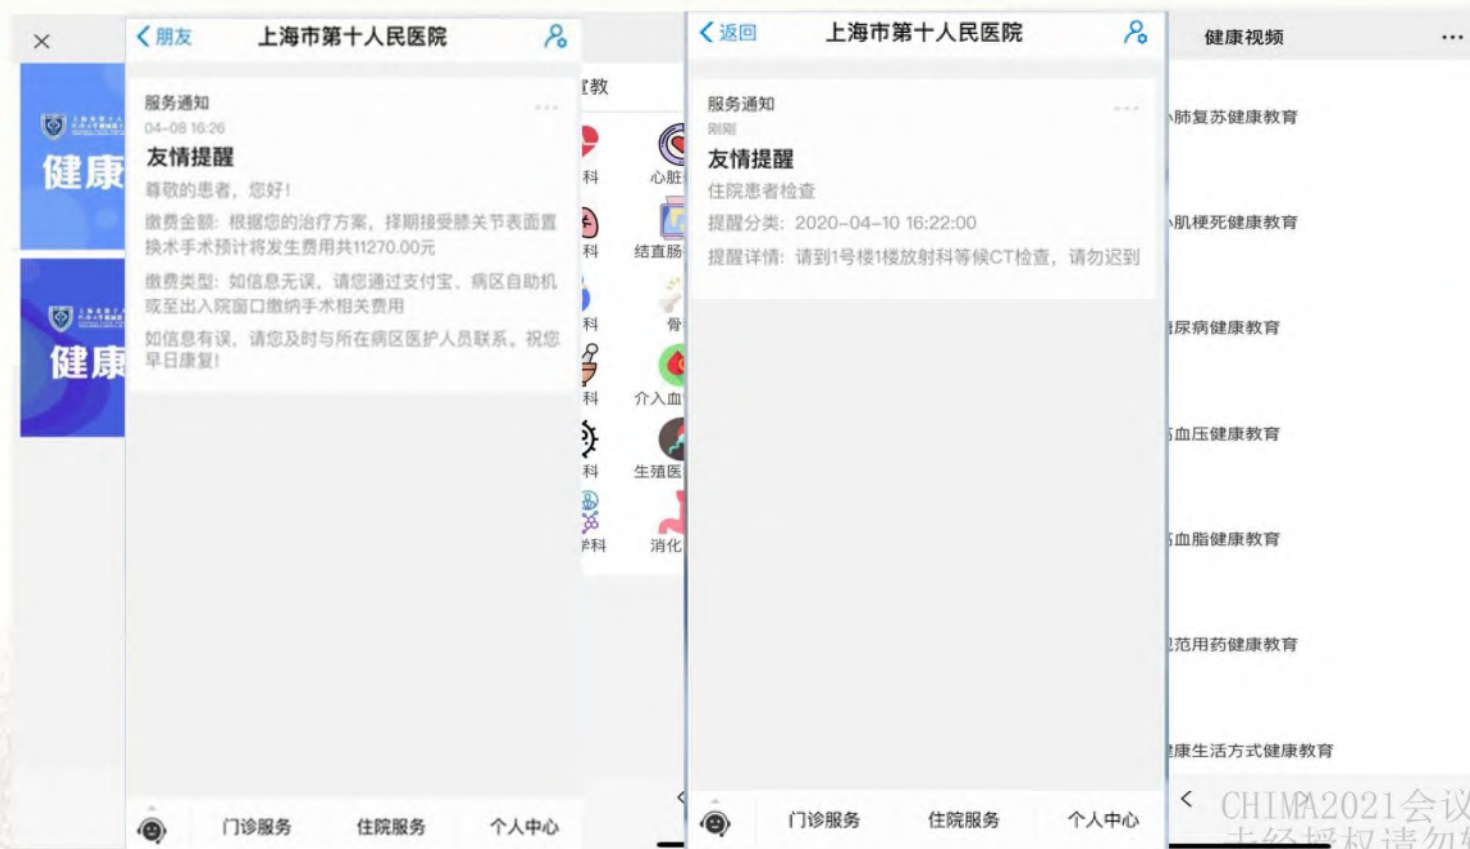 健康
健康
朋友
上海市第十人民医院
服务通知
04-08 16:26
友情提醒
尊敬的患者，您好！
缴费金额：根据您的治疗方案，择期接受膝关节表面置
换术手术预计将发生费用共11270.00元
缴费类型：如信息无误，请您通过支付宝、病区自助机
或至出入院窗口缴纳手术相关费用
如信息有误，请您及时与所在病区医护人员联系。祝您
早日康复！
门诊服务
住院服务
个人中心
宣教
科
心脏
科
结直肠
科
骨
科
介入血
科
生殖医
学科
消化
返回
上海市第十人民医院
服务通知
刚刚
友情提醒
住院患者检查
提醒分类：2020-04-10 16:22:00
提醒详情：请到1号楼1楼放射科等候CT检查，请勿迟到
门诊服务
住院服务
个人中心
健康视频
心肺复苏健康教育
心肌梗死健康教育
糖尿病健康教育
高血压健康教育
高血脂健康教育
规范用药健康教育
健康生活方式健康教育
CHIMA2021会议
未经授权请勿